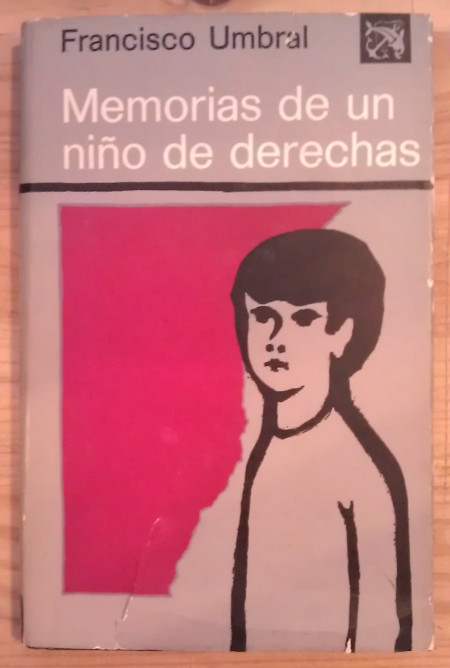 Francisco Umbral
Memorias de un
niño de derechas